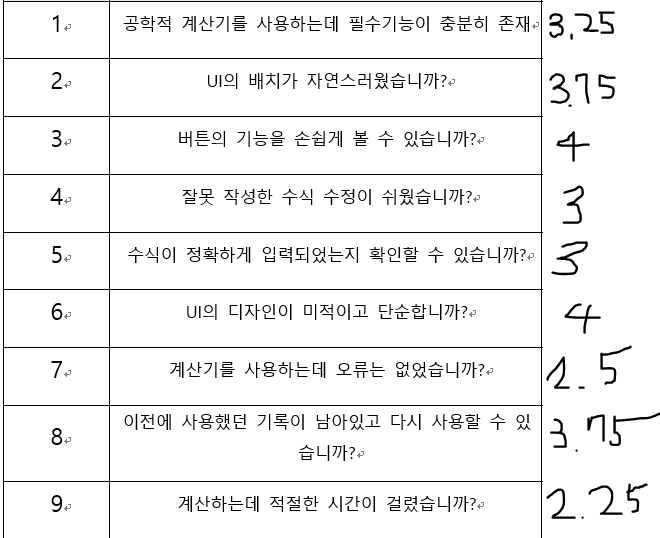 1 공학적 계산기를 사용하는데 필수기능이 충분히 존재 3.25
2 UI의 배치가 자연스러웠습니까? 3.75
3 버튼의 기능을 손쉽게 볼 수 있습니까? 4
4 잘못 작성한 수식 수정이 쉬웠습니까? 3
5 수식이 정확하게 입력되었는지 확인할 수 있습니까? 3
6 UI의 디자인이 미적이고 단순합니까? 4
7 계산기를 사용하는데 오류는 없었습니까? 2.5
8 이전에 사용했던 기록이 남아있고 다시 사용할 수 있 3.75
습니까?
9 계산하는데 적절한 시간이 걸렸습니까? 2.25